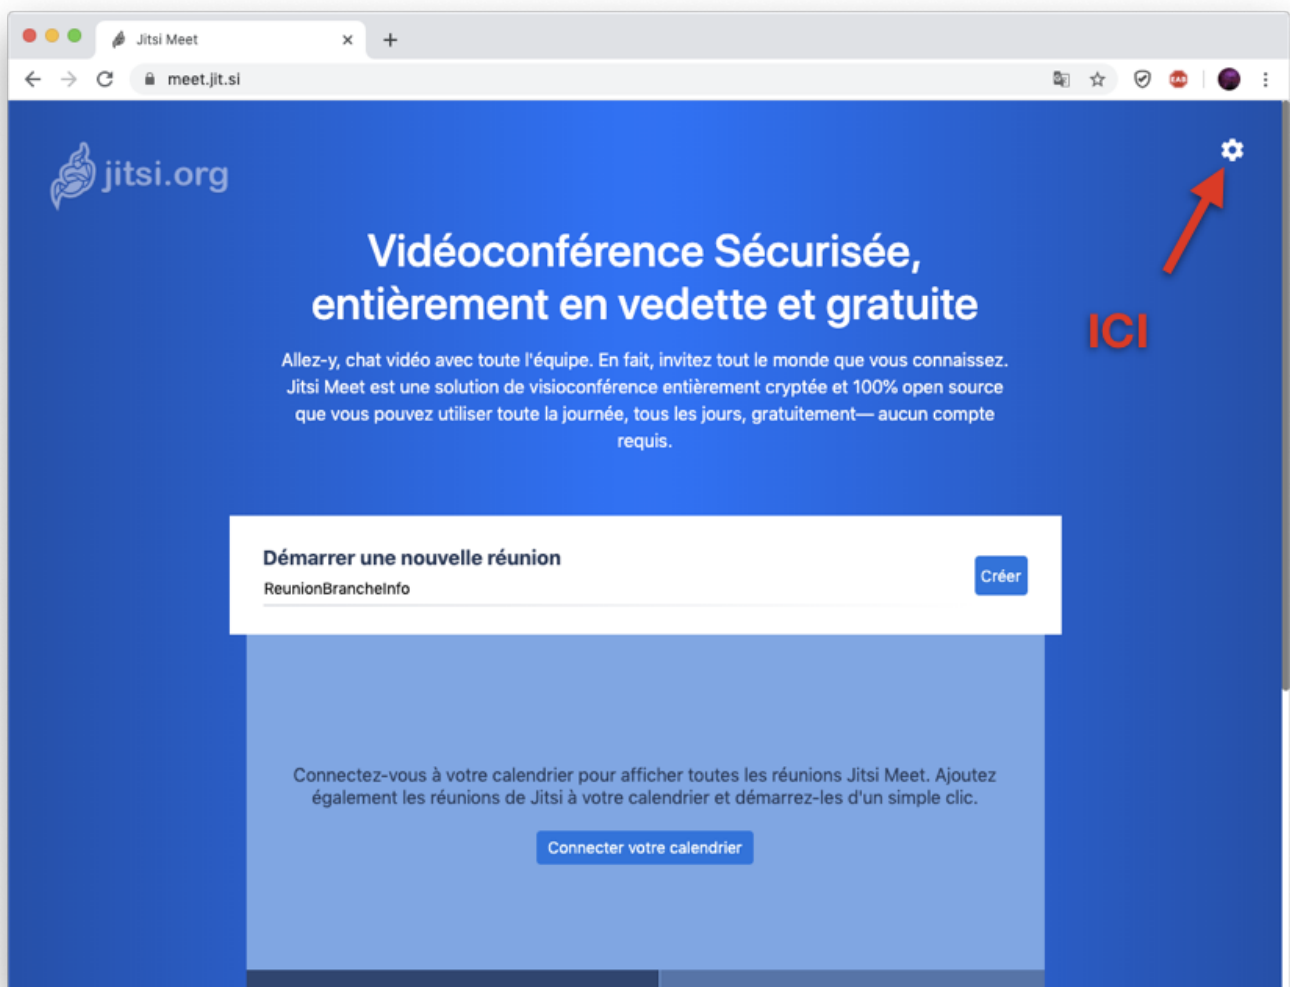 Jitsi Meet
meet.jit.si
jitsi.org
Vidéoconférence Sécurisée,
entièrement en vedette et gratuite
ICI
Allez-y, chat vidéo avec toute l'équipe. En fait, invitez tout le monde que vous connaissez.
Jitsi Meet est une solution de visioconférence entièrement cryptée et 100% open source
que vous pouvez utiliser toute la journée, tous les jours, gratuitement— aucun compte
requis.
Démarrer une nouvelle réunion
ReunionBrancheInfo
Créer
Connectez-vous à votre calendrier pour afficher toutes les réunions Jitsi Meet. Ajoutez
également les réunions de Jitsi à votre calendrier et démarrez-les d'un simple clic.
Connecter votre calendrier